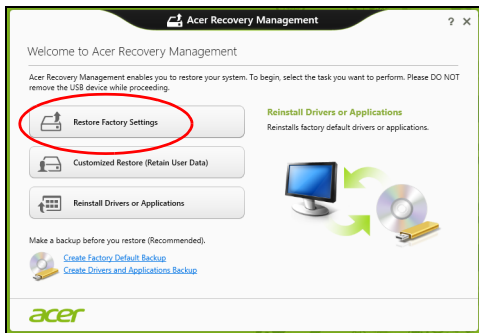 Acer Recovery Management
? X
Welcome to Acer Recovery Management
Acer Recovery Management enables you to restore your system. To begin, select the task you want to perform. Please DO NOT
remove the USB device while proceeding.
Restore Factory Settings
Customized Restore (Retain User Data)
Reinstall Drivers or Applications
Reinstall Drivers or Applications
Reinstalls factory default drivers or applications.
Make a backup before you restore (Recommended).
Create Factory Default Backup
Create Drivers and Applications Backup
acer